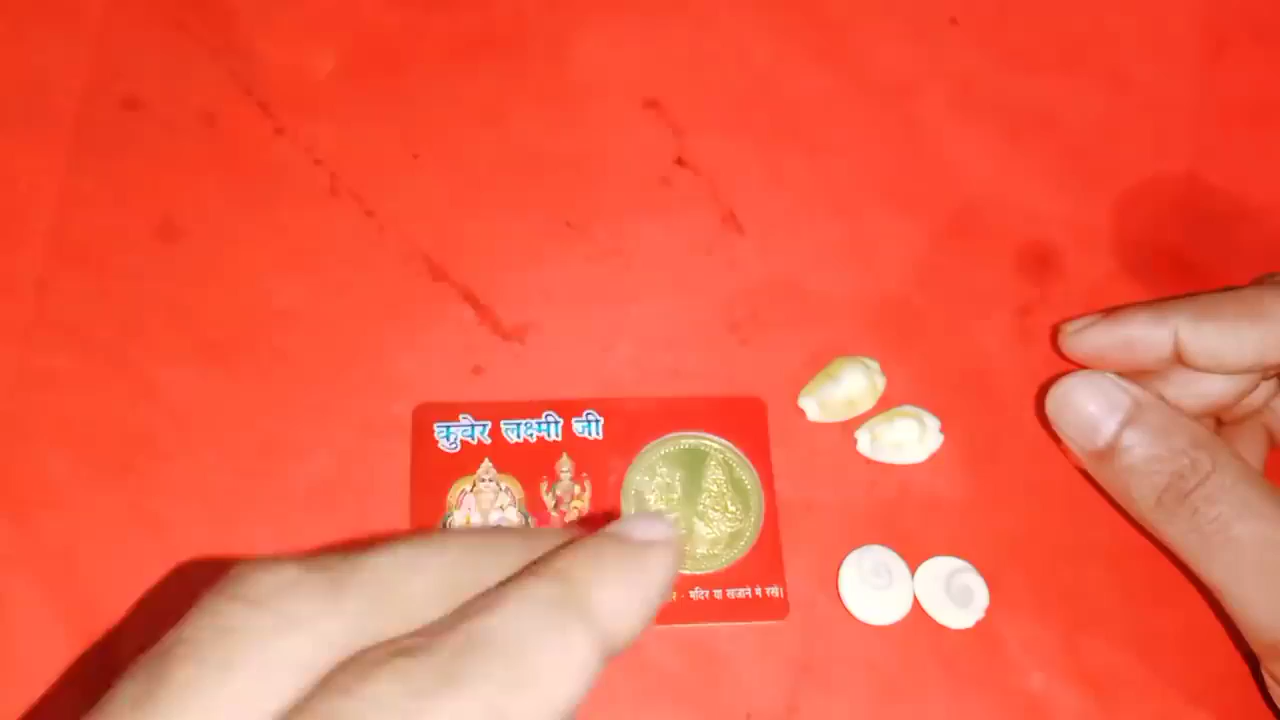 कुबेर लक्ष्मी जी
- मंदिर या खजाने मे रखें।